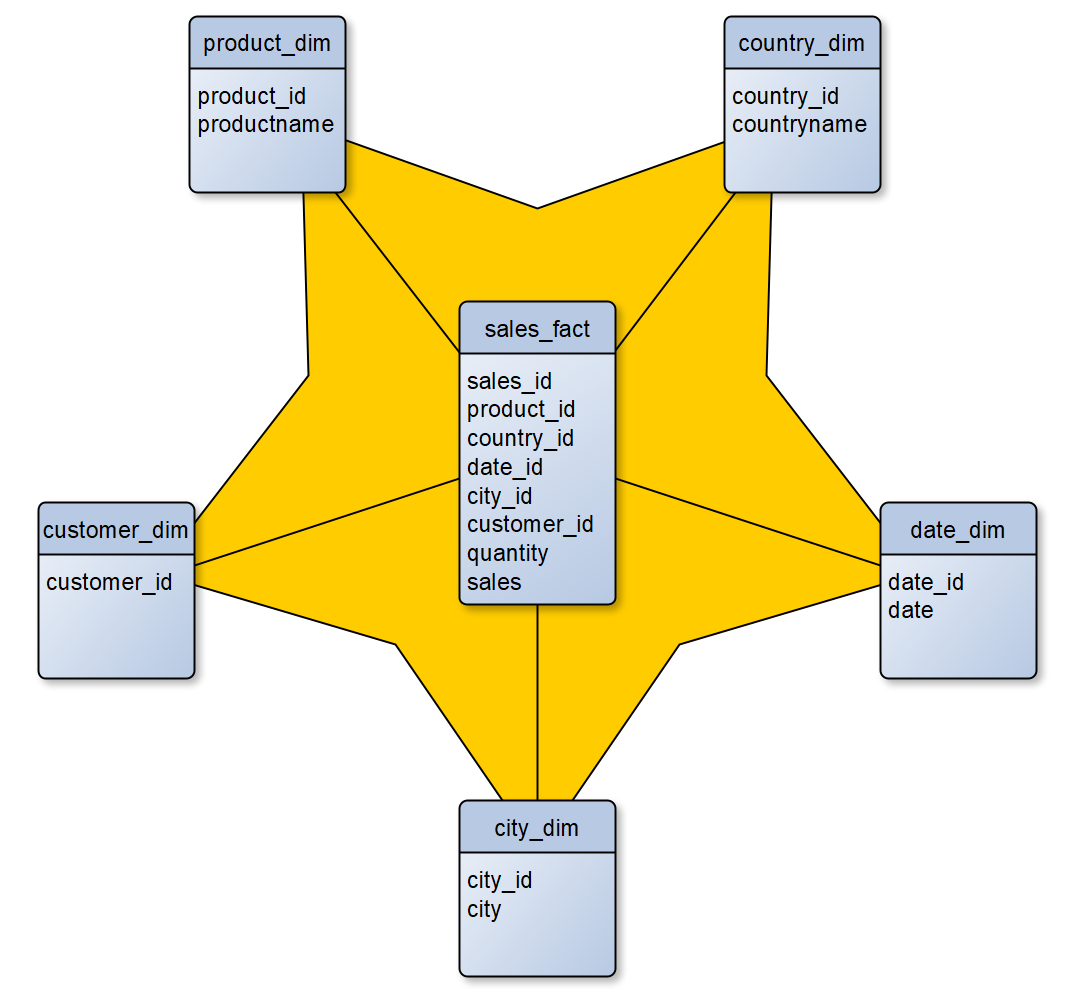 product_dim
product_id
productname
country_dim
country_id
countryname
sales_fact
sales_id
product_id
country_id
date_id
city_id
customer_id
quantity
sales
customer_dim
customer_id
date_dim
date_id
date
city_dim
city_id
city